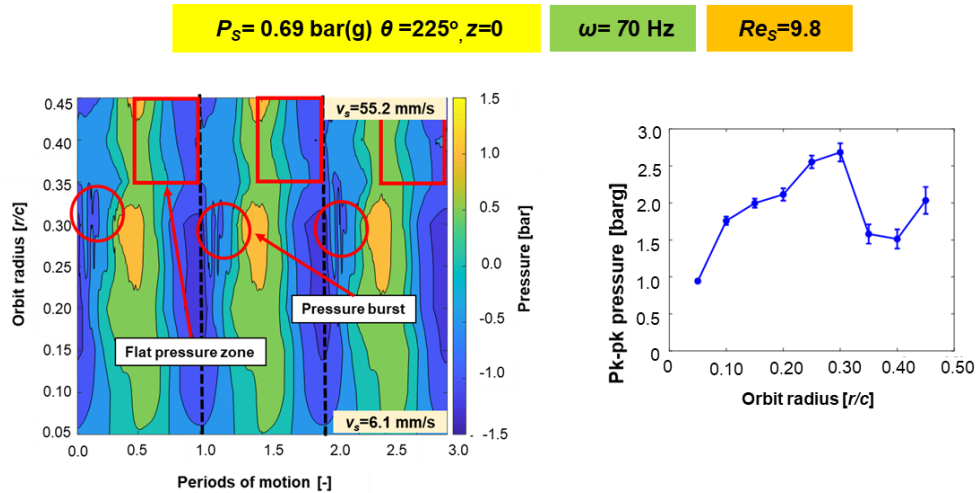 Pₛ= 0.69 bar(g) θ =225°, z=0
ω= 70 Hz
Reₛ=9.8
Orbit radius [r/c]
0.45
0.40
0.35
0.30
0.25
0.20
0.15
0.10
0.05
vₛ=55.2 mm/s
Pressure burst
Flat pressure zone
vₛ=6.1 mm/s
0.0 0.5 1.0 1.5 2.0 2.5 3.0
Periods of motion [-]
1.5
1.0
0.5
0.0
-0.5
-1.0
-1.5
Pressure [bar]
Pk-pk pressure [barg]
3.0
2.5
2.0
1.5
1.0
0.5
0
0 0.10 0.20 0.30 0.40 0.50
Orbit radius [r/c]